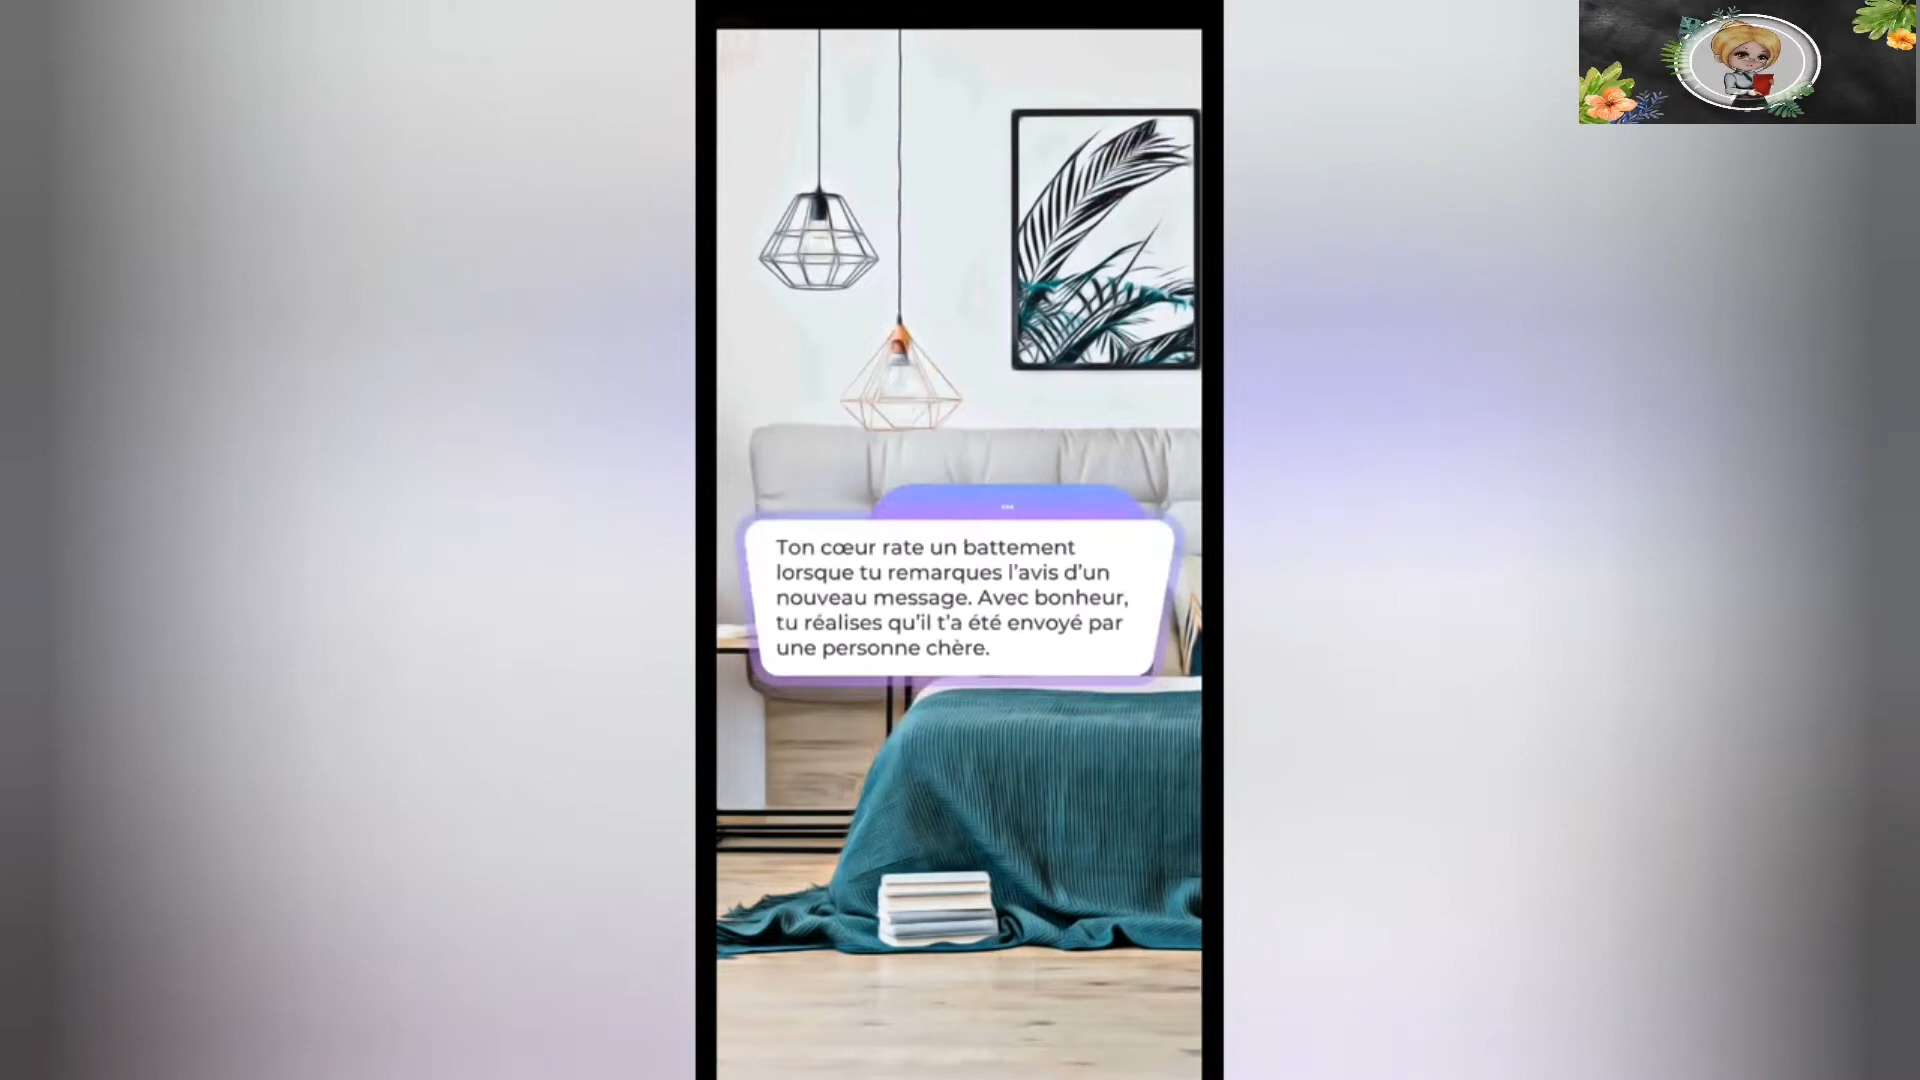 ...
Ton cœur rate un battement
lorsque tu remarques l’avis d’un
nouveau message. Avec bonheur,
tu réalises qu’il t’a été envoyé par
une personne chère.